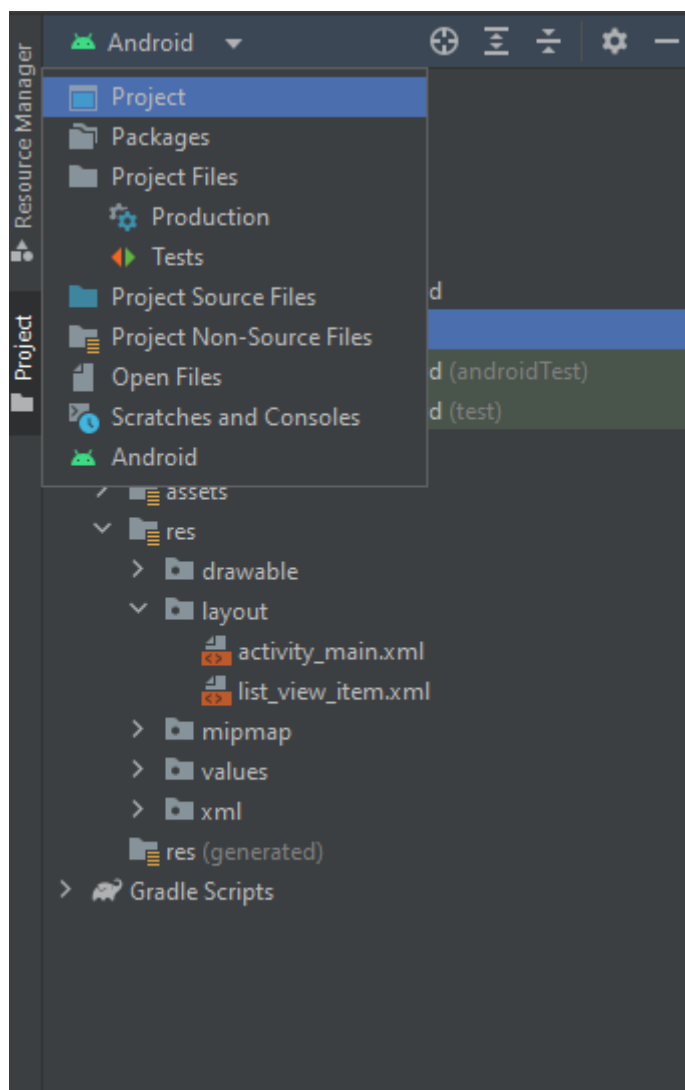 Resource Manager
Project
Android
Project
Packages
Project Files
Production
Tests
Project Source Files
Project Non-Source Files
Open Files
Scratches and Consoles
Android
d
d (androidTest)
d (test)
assets
res
drawable
layout
activity_main.xml
list_view_item.xml
mipmap
values
xml
res (generated)
Gradle Scripts